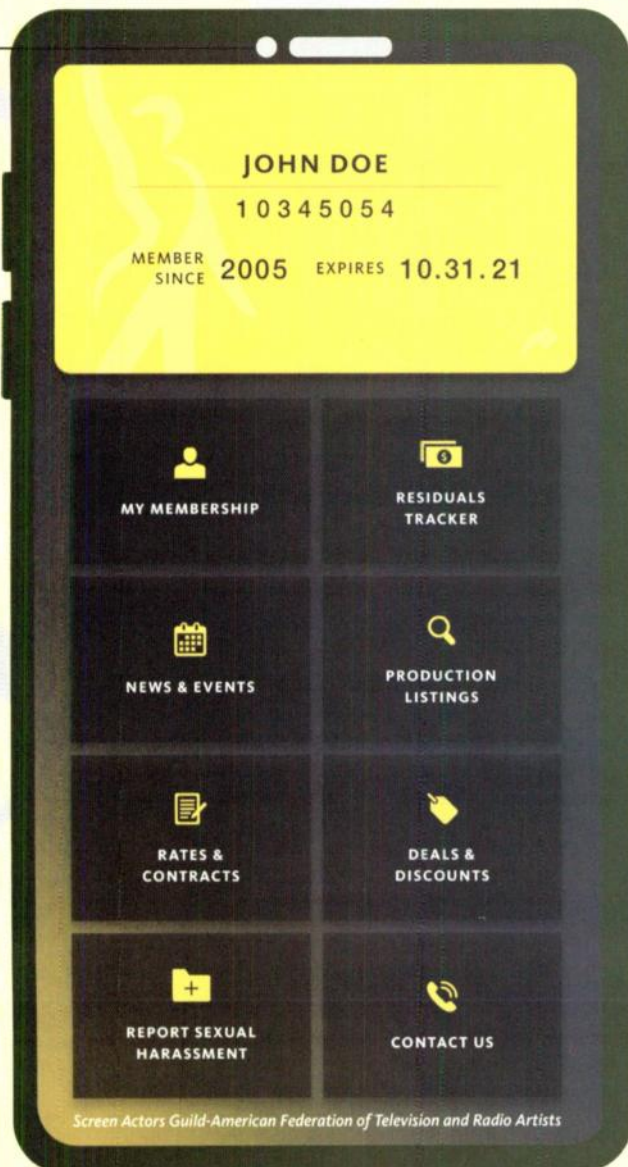 JOHN DOE
10345054
MEMBER
SINCE 2005 EXPIRES 10.31.21
MY MEMBERSHIP
RESIDUALS
TRACKER
NEWS & EVENTS
PRODUCTION
LISTINGS
RATES &
CONTRACTS
DEALS &
DISCOUNTS
REPORT SEXUAL
HARASSMENT
CONTACT US
Screen Actors Guild-American Federation of Television and Radio Artists